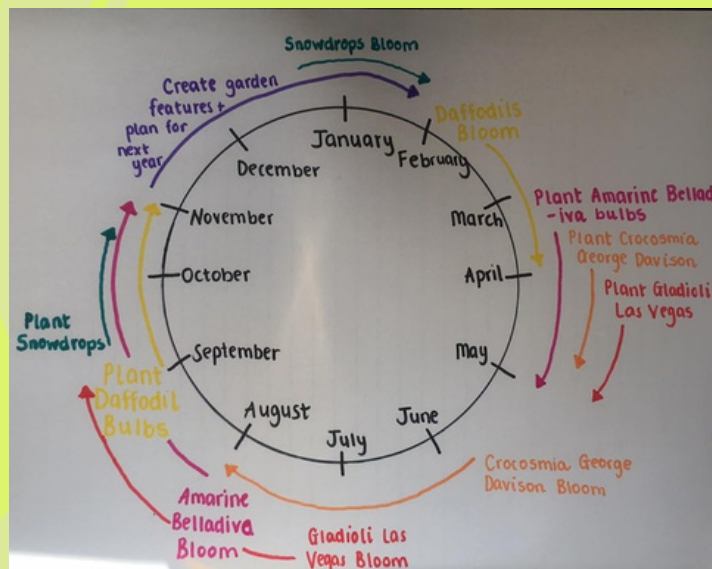 Snowdrops Bloom
Create garden
features +
plan for
next
year
Daffodils
Bloom
January
February
December
November
March
Plant Amarine Bellad
-iva bulbs
Plant Crocosmia
George Davison
October
April
Plant Gladioli
Las Vegas
Plant
Snowdrops
September
May
Plant
Daffodil
Bulbs
August
June
July
Crocosmia George
Davison Bloom
Amarine
Belladiva
Bloom
Gladioli Las
Vegas Bloom